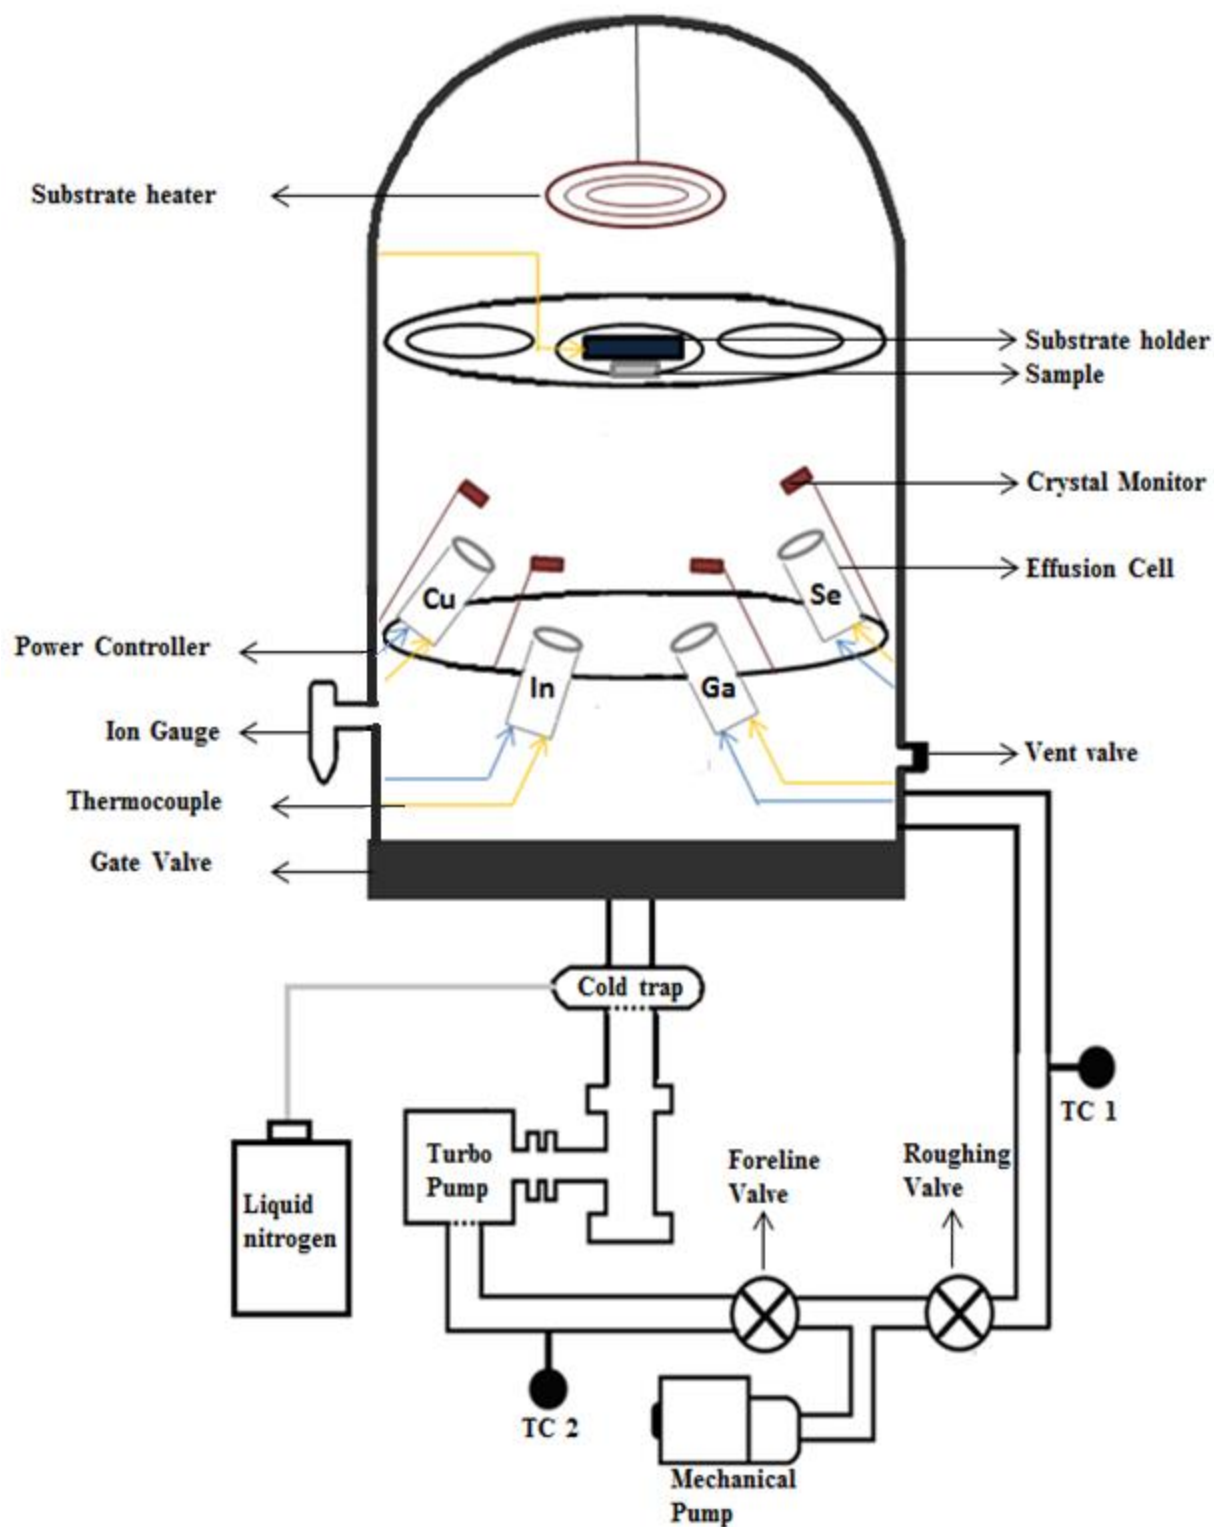 Substrate heater
Substrate holder
Sample
Crystal Monitor
Effusion Cell
Cu
Se
Power Controller
In
Ga
Ion Gauge
Vent valve
Thermocouple
Gate Valve
Cold trap
TC 1
Turbo
Pump
Foreline
Valve
Roughing
Valve
Liquid
nitrogen
TC 2
Mechanical
Pump